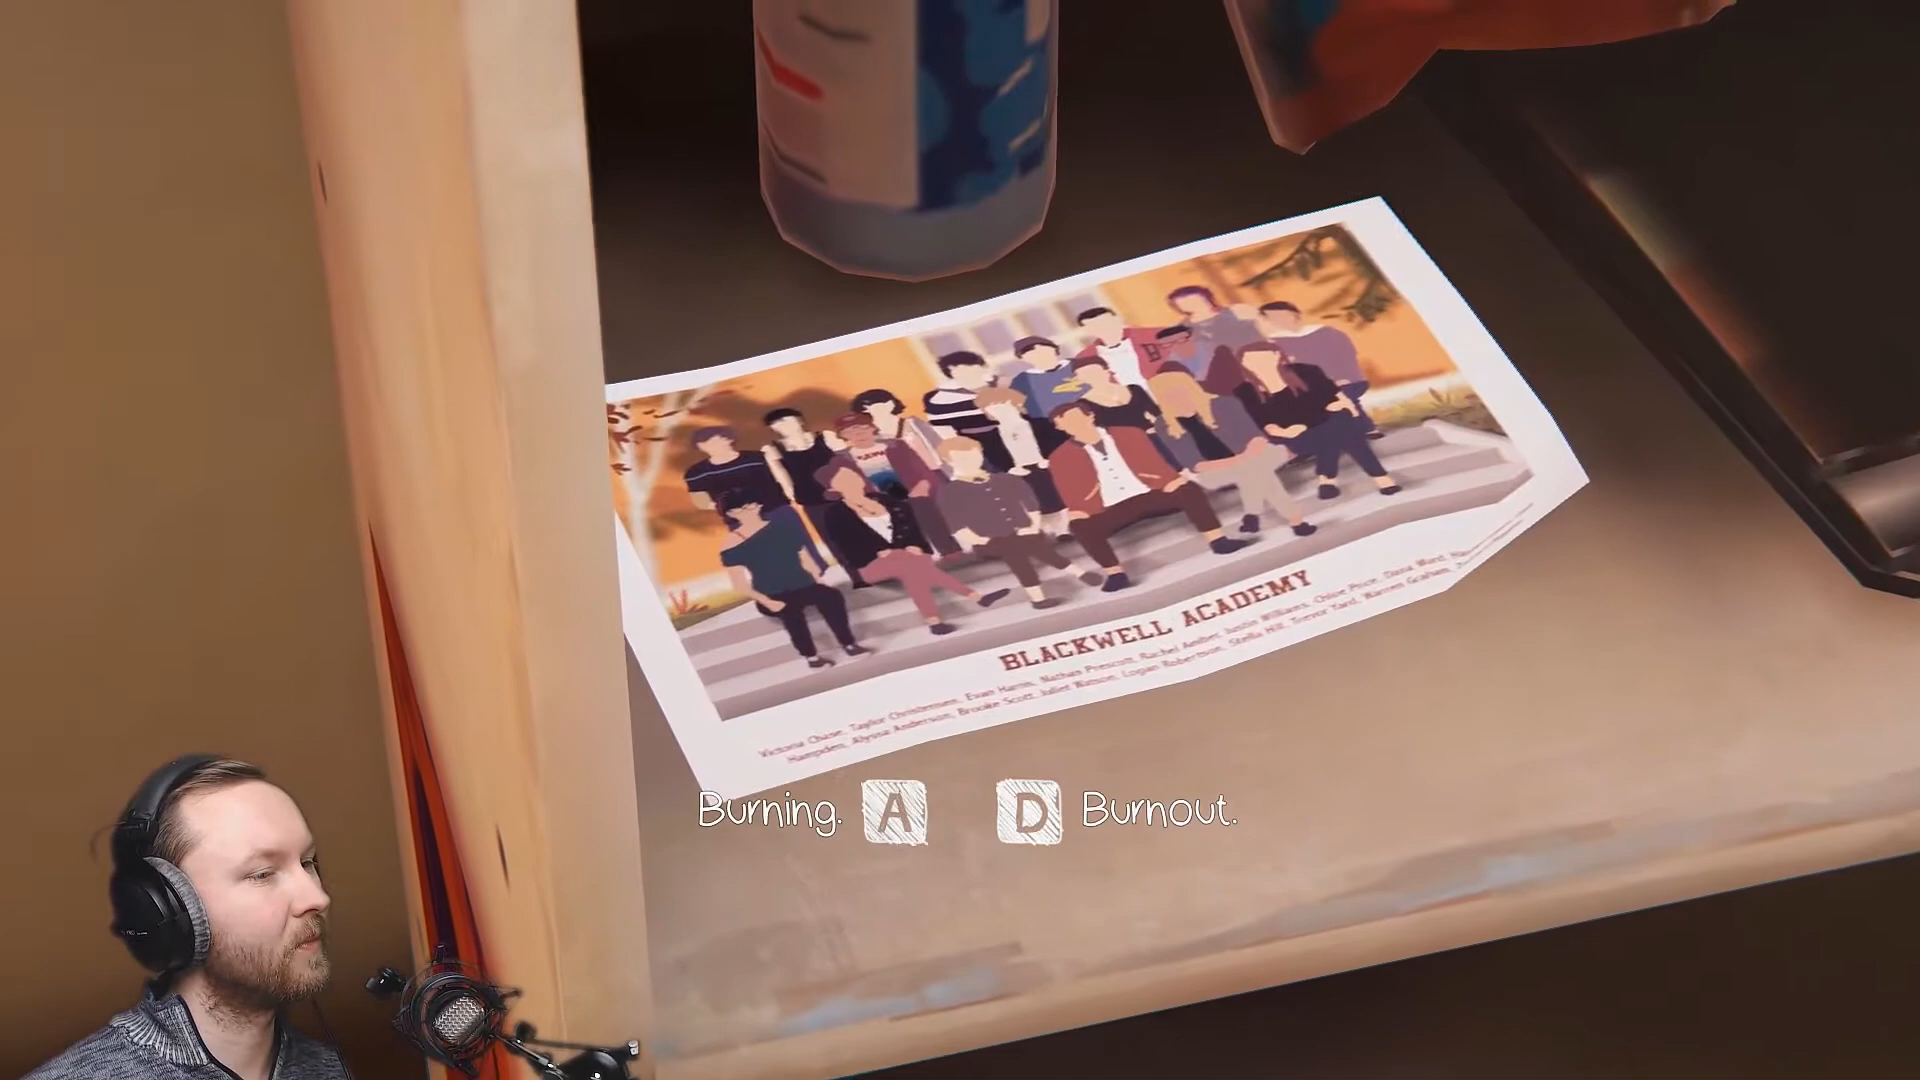 BLACKWELL ACADEMY
Victoria Chase, Taylor Christensen, Evan Harris, Nathan Prescott, Rachel Amber, Justin Williams, Chloe Price, Dana Ward,
Hampden, Alyssa Anderson, Brooke Scott, Juliet Watson, Logan Robertson, Stella Hill, Trevor Yard, Warren Graham,
Burning. A D Burnout.